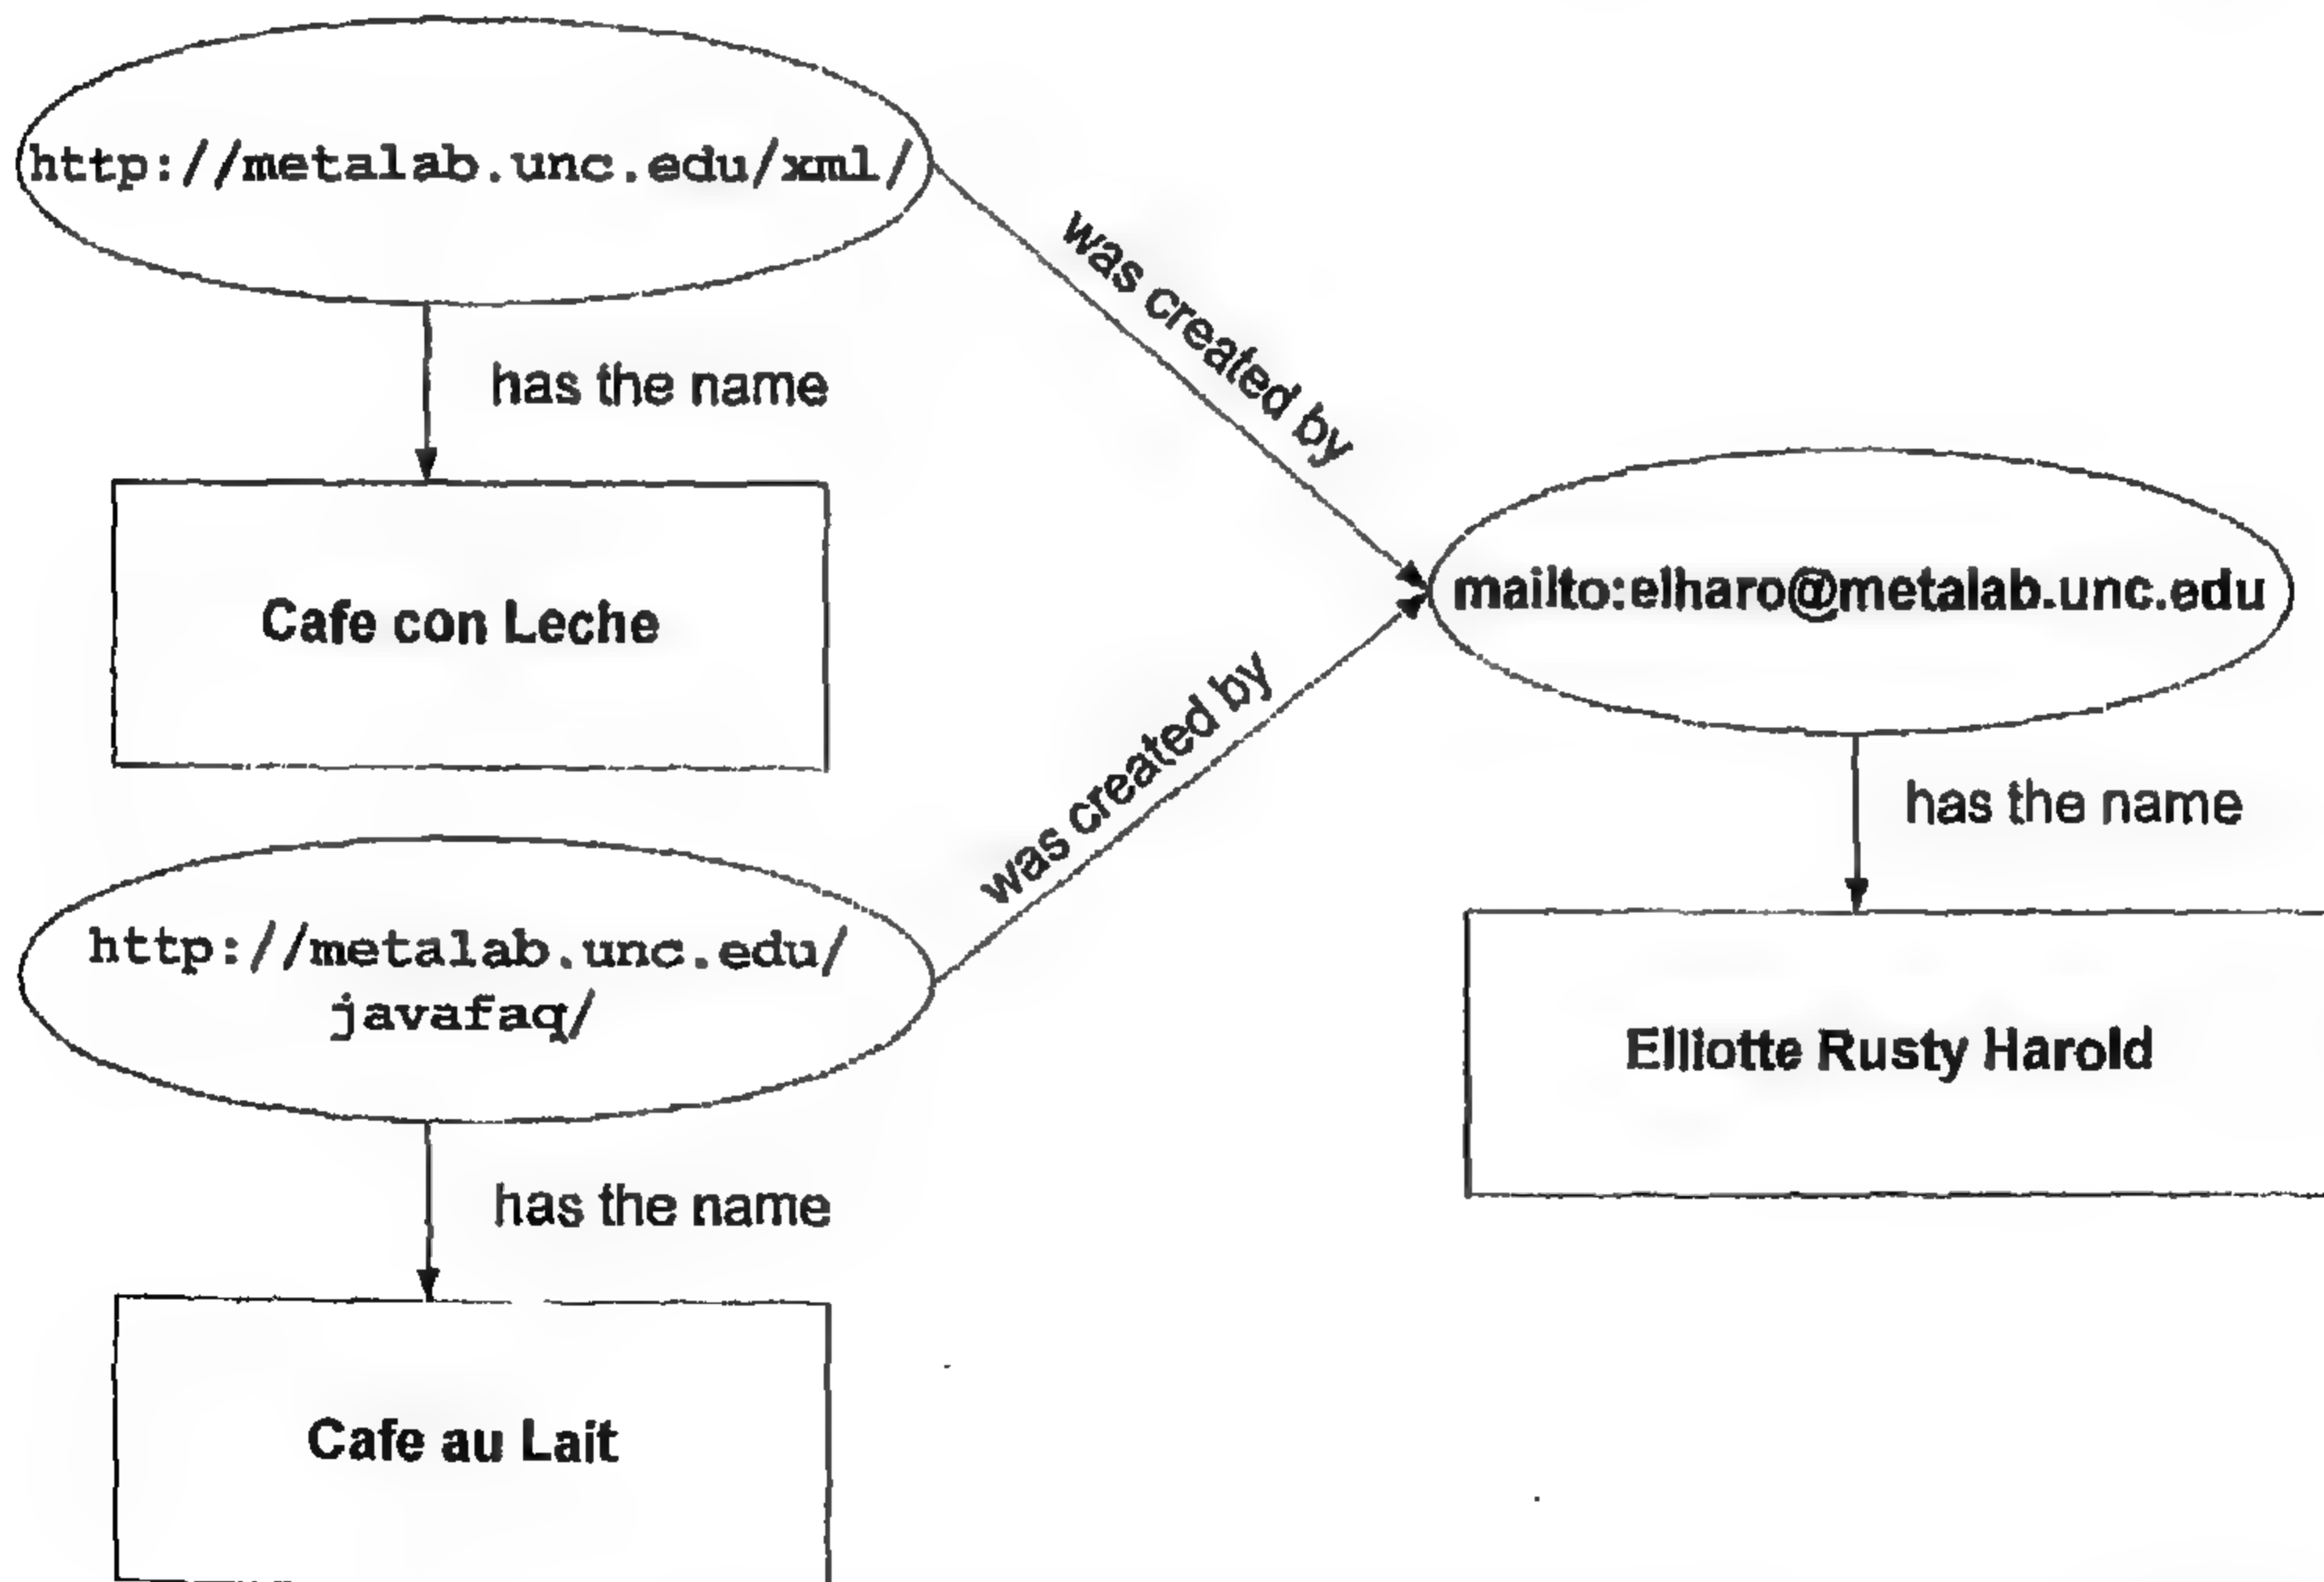 http://metalab.unc.edu/xml/
was created by
has the name
Cafe con Leche
mailto:elharo@metalab.unc.edu
was created by
has the name
http://metalab.unc.edu/
javafaq/
Elliotte Rusty Harold
has the name
Cafe au Lait